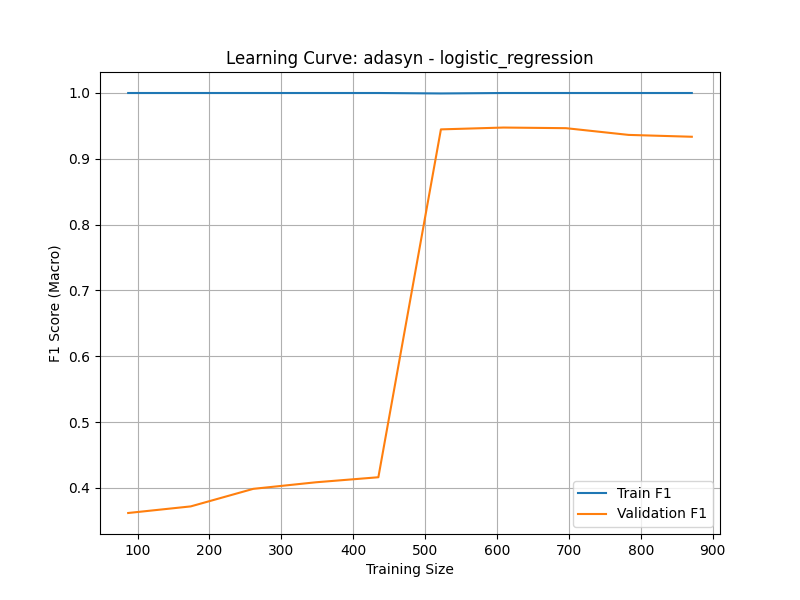 Learning Curve: adasyn - logistic_regression
1.0
0.9
0.8
0.7
0.6
0.5
0.4
F1 Score (Macro)
100 200 300 400 500 600 700 800 900
Training Size
Train F1
Validation F1